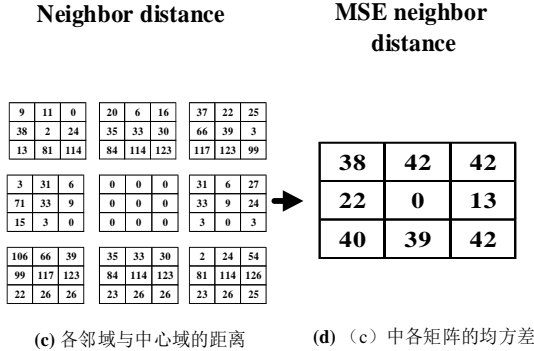 Neighbor distance
MSE neighbor
distance
9 11 0 20 6 16 37 22 25
38 2 24 35 33 30 66 39 3
13 81 114 84 114 123 117 123 99
3 31 6 0 0 0 31 6 27
71 33 9 0 0 0 33 9 24
15 3 0 0 0 0 3 0 3
106 66 39 35 33 30 2 24 54
99 117 123 84 114 123 81 114 126
22 26 26 23 26 26 23 26 25
38 42 42
22 0 13
40 39 42
(c) 各邻域与中心域的距离
(d) （c）中各矩阵的均方差